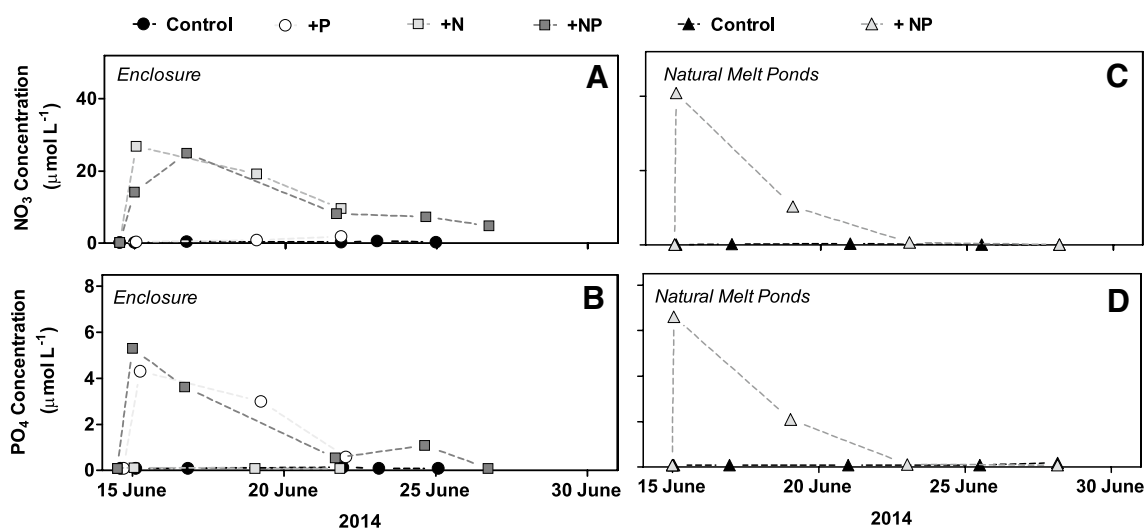 Control +P +N +NP Control + NP
Enclosure A
Natural Melt Ponds C
NO3 Concentration
(µmol L-1)
40
20
0
Enclosure B
Natural Melt Ponds D
PO4 Concentration
(µmol L-1)
8
6
4
2
0
15 June 20 June 25 June 30 June
15 June 20 June 25 June 30 June
2014
2014